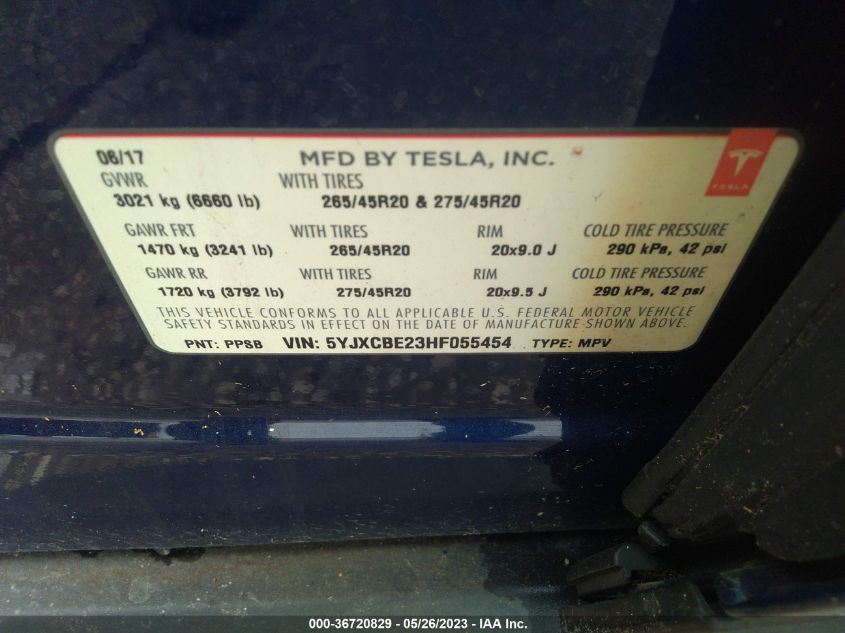 06/17 MFD BY TESLA, INC.
GVWR WITH TIRES
3021 kg (6660 lb) 265/45R20 & 275/45R20
GAWR FRT WITH TIRES RIM COLD TIRE PRESSURE
1470 kg (3241 lb) 265/45R20 20x9.0 J 290 kPa, 42 psi
GAWR RR WITH TIRES RIM COLD TIRE PRESSURE
1720 kg (3792 lb) 275/45R20 20x9.5 J 290 kPa, 42 psi
THIS VEHICLE CONFORMS TO ALL APPLICABLE U.S. FEDERAL MOTOR VEHICLE
SAFETY STANDARDS IN EFFECT ON THE DATE OF MANUFACTURE SHOWN ABOVE.
PNT: PPSB VIN: 5YJXCBE23HF055454 TYPE: MPV
TESLA
000-36720829 - 05/26/2023 - IAA Inc.